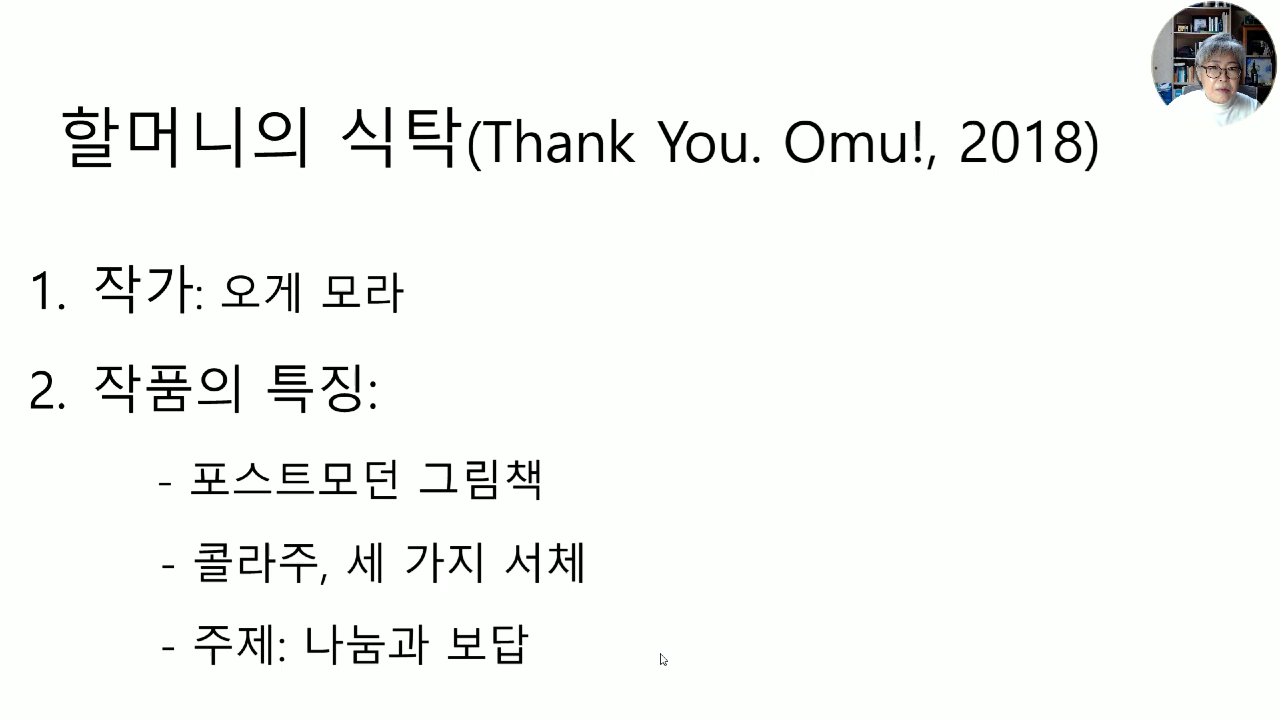 할머니의 식탁(Thank You. Omu!, 2018)
1. 작가: 오게 모라
2. 작품의 특징:
- 포스트모던 그림책
- 콜라주, 세 가지 서체
- 주제: 나눔과 보답